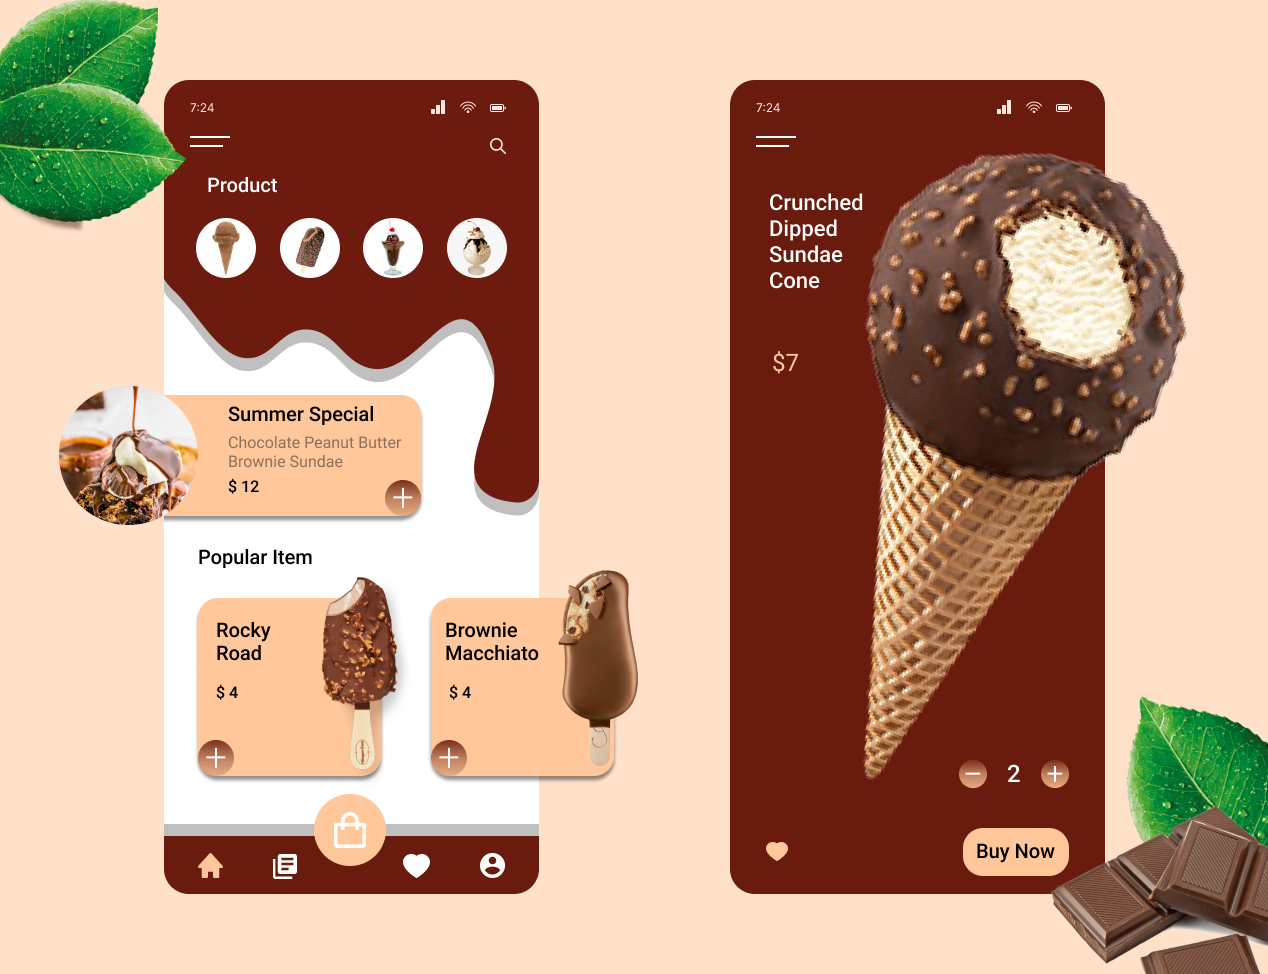 7:24
Product
Summer Special
Chocolate Peanut Butter
Brownie Sundae
$ 12
Popular Item
Rocky
Road
$ 4
Brownie
Macchiato
$ 4
7:24
Crunched
Dipped
Sundae
Cone
$7
2
Buy Now